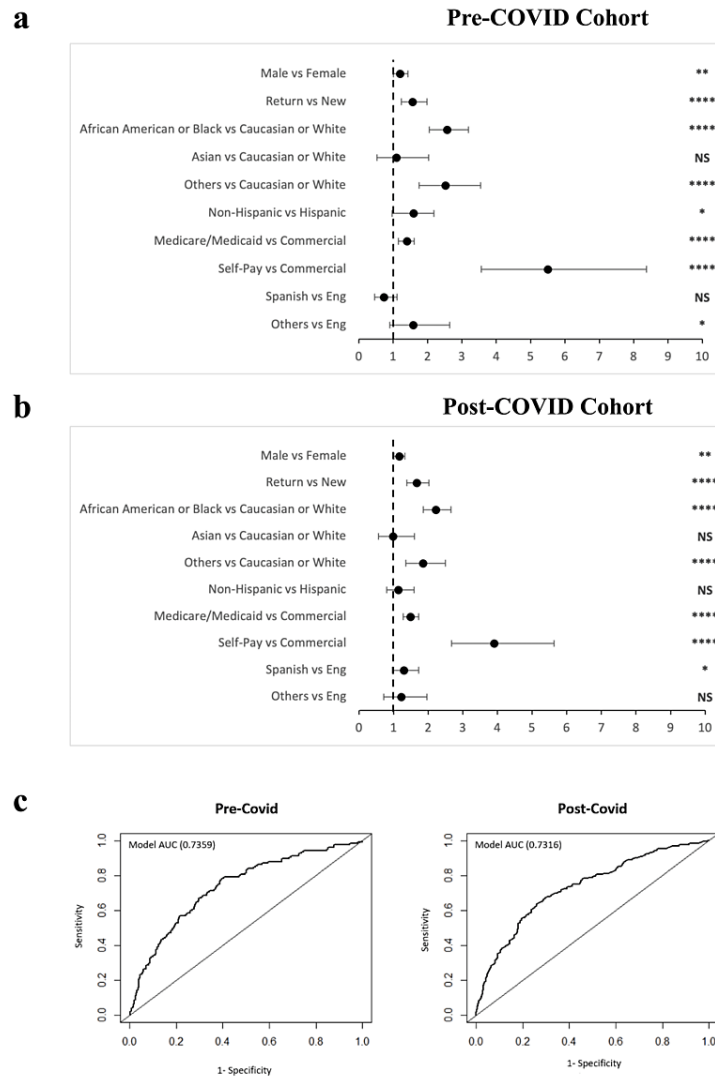 a
Pre-COVID Cohort
Male vs Female **
Return vs New ****
African American or Black vs Caucasian or White ****
Asian vs Caucasian or White NS
Others vs Caucasian or White ****
Non-Hispanic vs Hispanic *
Medicare/Medicaid vs Commercial ****
Self-Pay vs Commercial ****
Spanish vs Eng NS
Others vs Eng *
0 1 2 3 4 5 6 7 8 9 10
b
Post-COVID Cohort
Male vs Female **
Return vs New ****
African American or Black vs Caucasian or White ****
Asian vs Caucasian or White NS
Others vs Caucasian or White ****
Non-Hispanic vs Hispanic NS
Medicare/Medicaid vs Commercial ****
Self-Pay vs Commercial ****
Spanish vs Eng *
Others vs Eng NS
0 1 2 3 4 5 6 7 8 9 10
c
Pre-Covid
Model AUC (0.7359)
Sensitivity
1.0
0.8
0.6
0.4
0.2
0.0
0.0 0.2 0.4 0.6 0.8 1.0
1- Specificity
Post-Covid
Model AUC (0.7316)
Sensitivity
1.0
0.8
0.6
0.4
0.2
0.0
0.0 0.2 0.4 0.6 0.8 1.0
1- Specificity